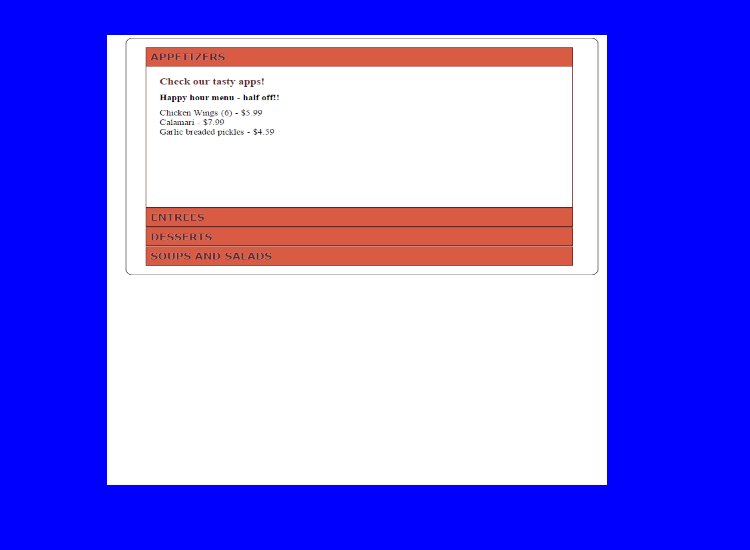 APPETIZERS
Check our tasty apps!
Happy hour menu - half off!!
Chicken Wings (6) - $5.99
Calamari - $7.99
Garlic breaded pickles - $4.59
ENTREES
DESSERTS
SOUPS AND SALADS